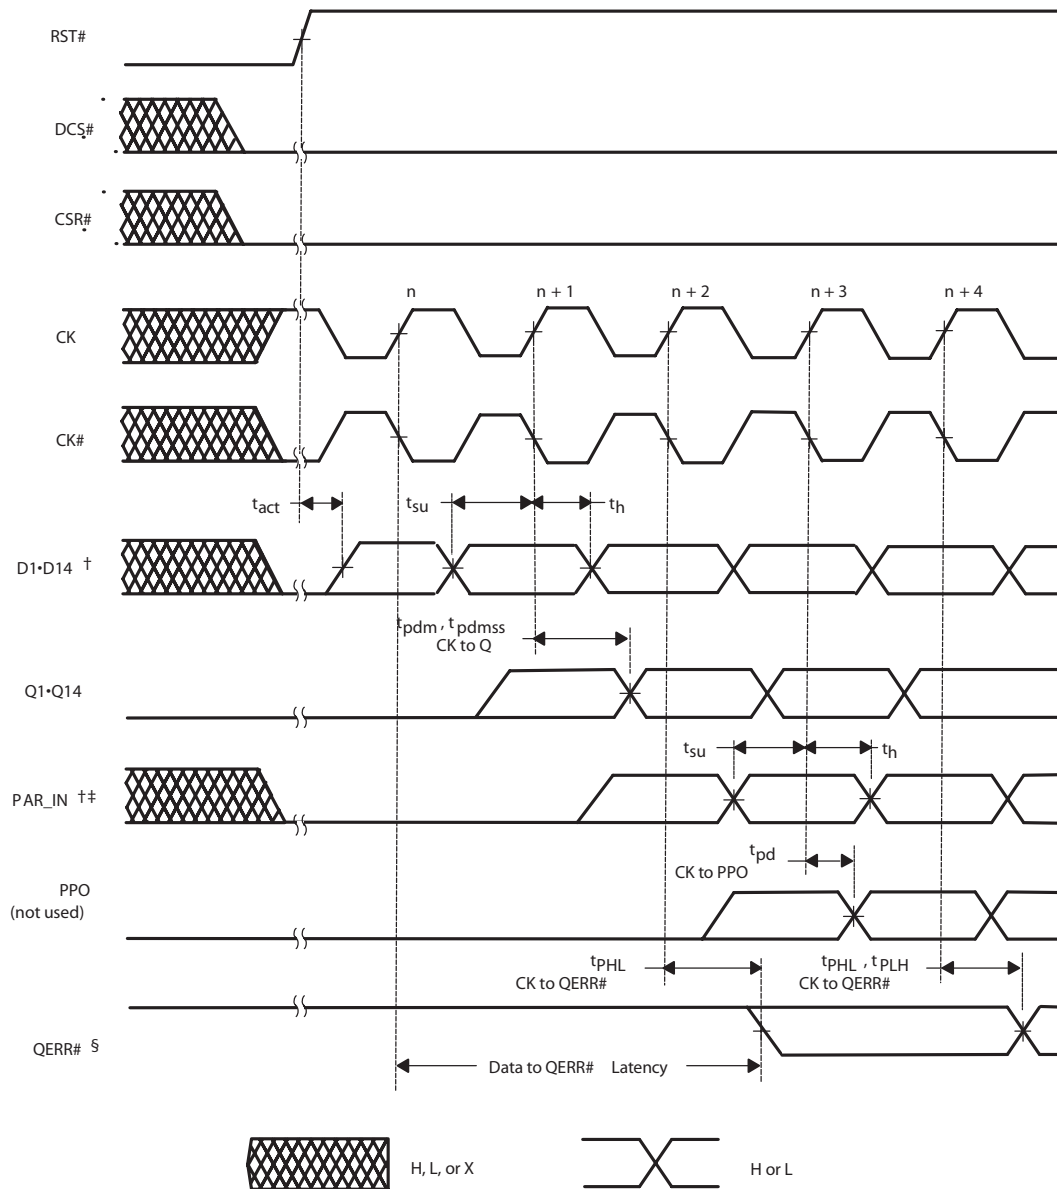 RST#
DCS#
CSR#
n
n + 1
n + 2
n + 3
n + 4
CK
CK#
tact
tsu
th
D1•D14 †
tpdm , tpdmss
CK to Q
Q1•Q14
tsu
th
PAR_IN †‡
tpd
CK to PPO
PPO
(not used)
tPHL
CK to QERR#
tPHL , tPLH
CK to QERR#
QERR# §
Data to QERR# Latency
H, L, or X
H or L